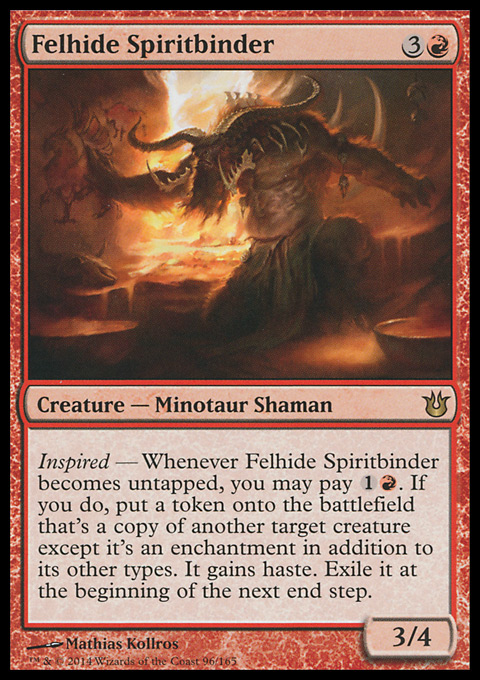 Felhide Spiritbinder 3
Creature — Minotaur Shaman
Inspired — Whenever Felhide Spiritbinder
becomes untapped, you may pay 1. If
you do, put a token onto the battlefield
that's a copy of another target creature
except it's an enchantment in addition to
its other types. It gains haste. Exile it at
the beginning of the next end step.
3/4
Mathias Kollros
™ & © 2014 Wizards of the Coast 96/165